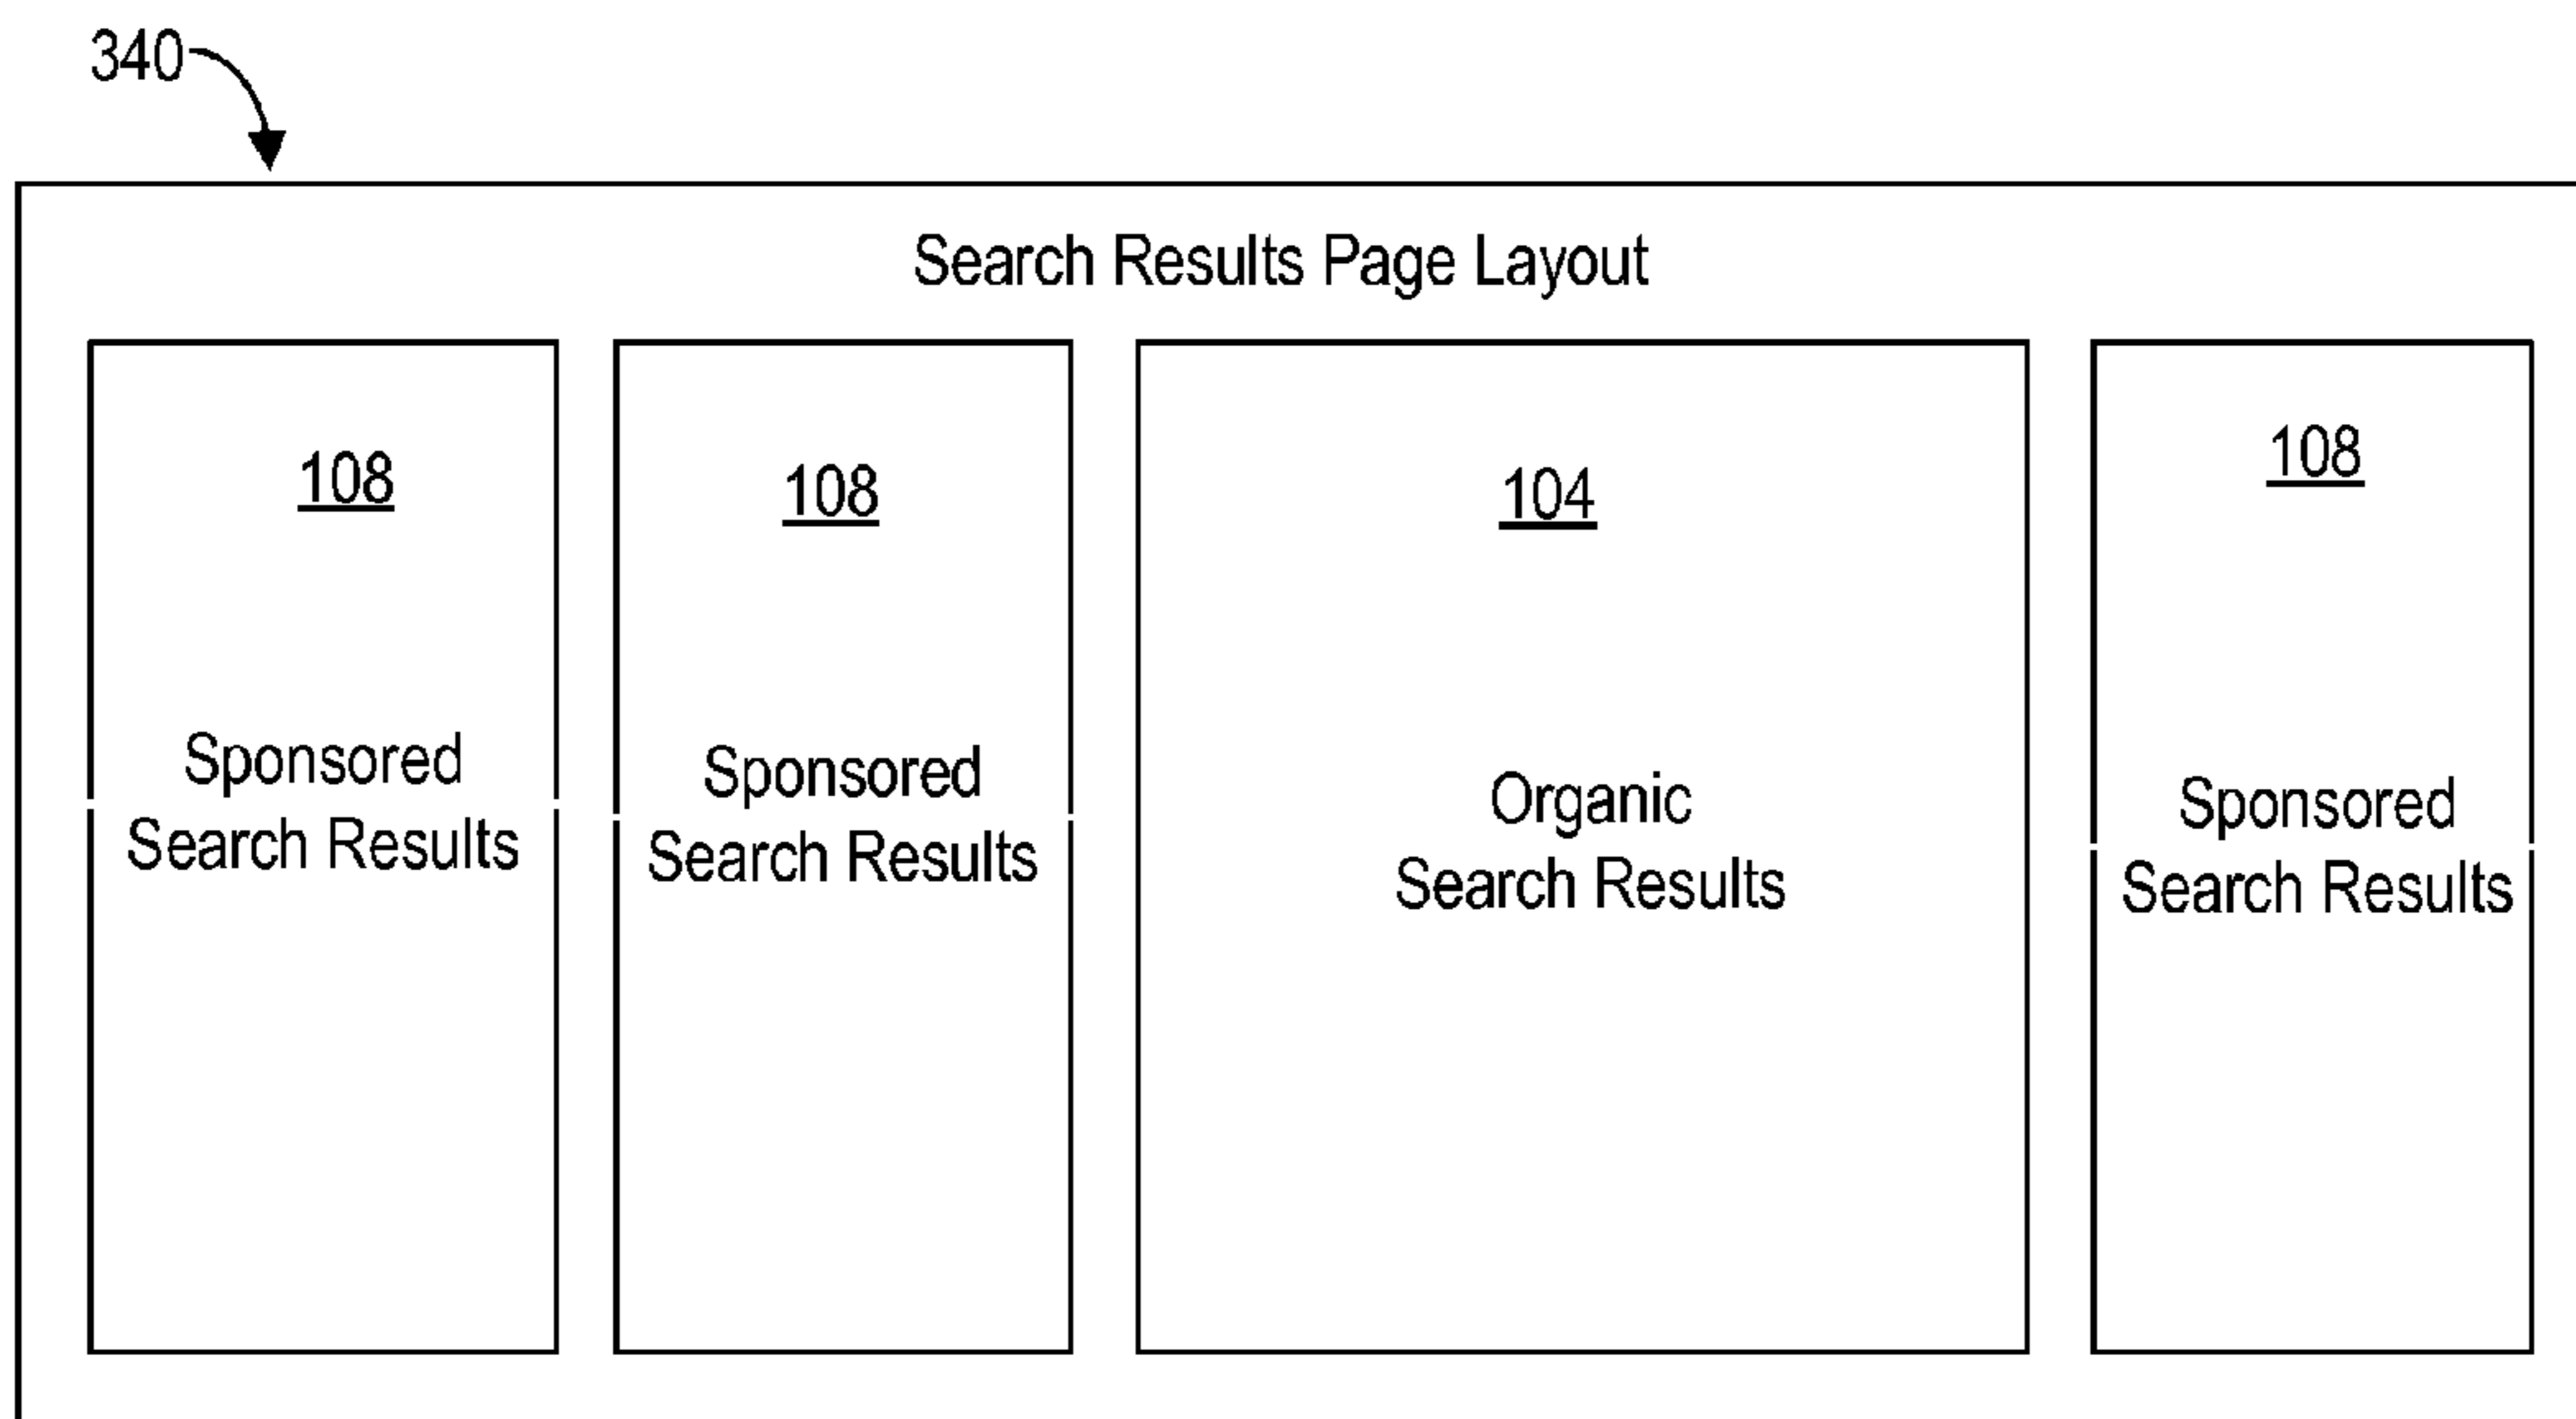 340
Search Results Page Layout
108
Sponsored
Search Results
108
Sponsored
Search Results
104
Organic
Search Results
108
Sponsored
Search Results